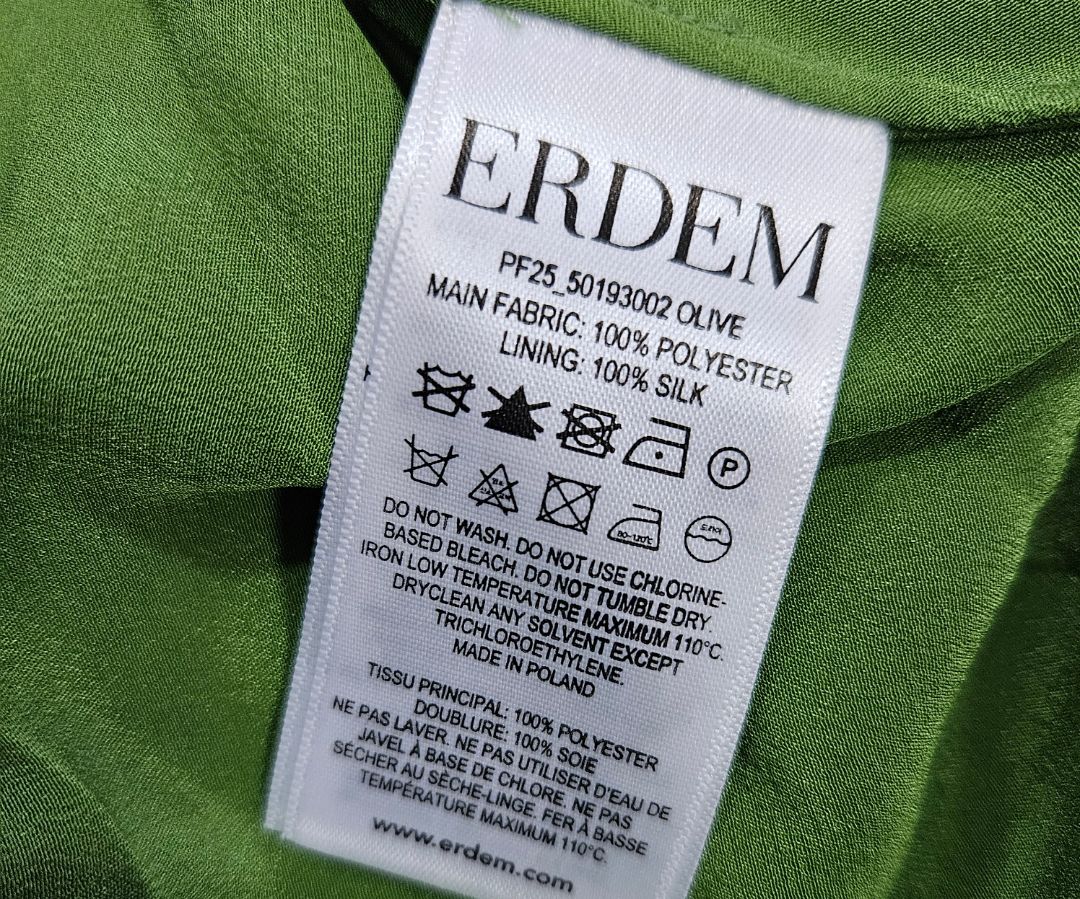 ERDEM
PF25_50193002 OLIVE
MAIN FABRIC: 100% POLYESTER
LINING: 100% SILK
P
80-120℃
DO NOT WASH. DO NOT USE CHLORINE-
BASED BLEACH. DO NOT TUMBLE DRY.
IRON LOW TEMPERATURE MAXIMUM 110°C.
DRYCLEAN ANY SOLVENT EXCEPT
TRICHLOROETHYLENE.
MADE IN POLAND
TISSU PRINCIPAL: 100% POLYESTER
DOUBLURE: 100% SOIE
NE PAS LAVER. NE PAS UTILISER D'EAU DE
JAVEL À BASE DE CHLORE. NE PAS
SÉCHER AU SÈCHE-LINGE. FER À BASSE
TEMPÉRATURE MAXIMUM 110°C.
www.erdem.com